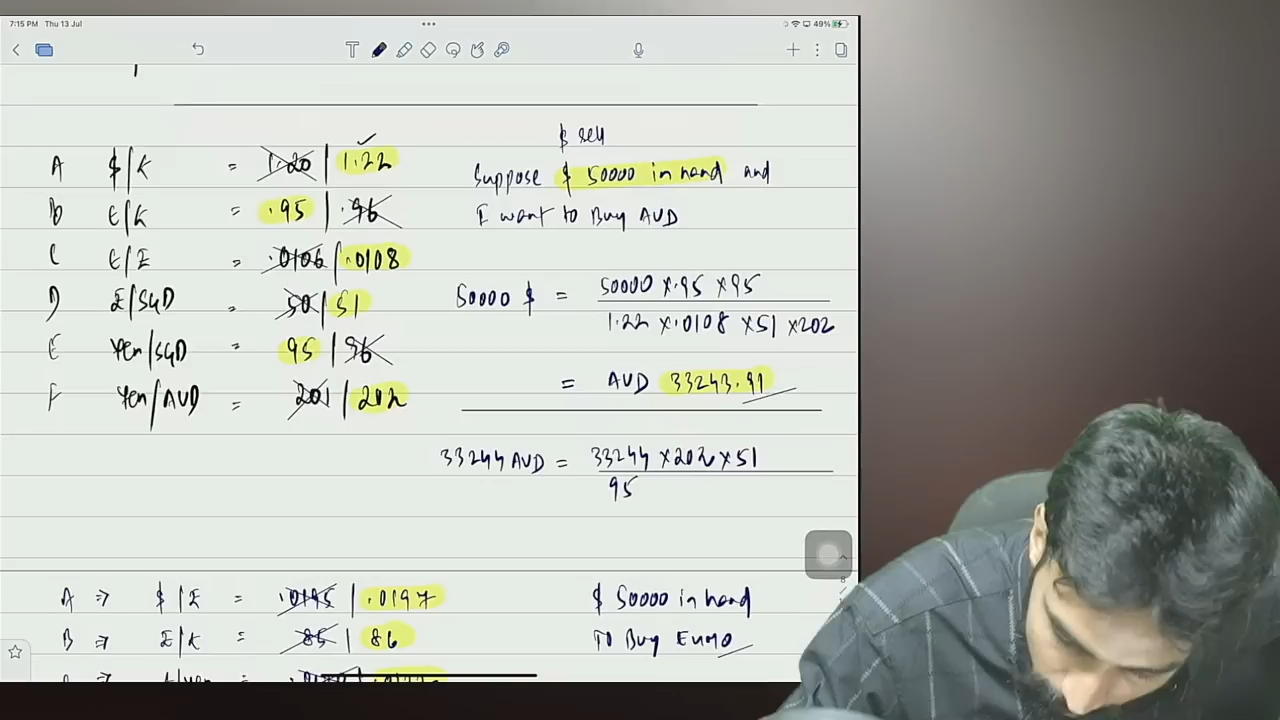 7:15 PM Thu 13 Jul
49%
A $/K = 1.20 | 1.22
B €/K = .95 | .96
C €/£ = .0106 | .0108
D £/SGD = 50 | 51
E Yen/SGD = 95 | 96
F Yen/AUD = 201 | 202
$ sell
Suppose $ 50000 in hand and
I want to Buy AUD
50000 $ = 50000 x .95 x 95
1.22 x .0108 x 51 x 202
= AUD 33243.91
33244 AUD = 33244 x 202 x 51
95
A ⇒ $/£ = .0195 | .0197
B ⇒ £/K = 85 | 86
$ 50000 in hand
To Buy Euro